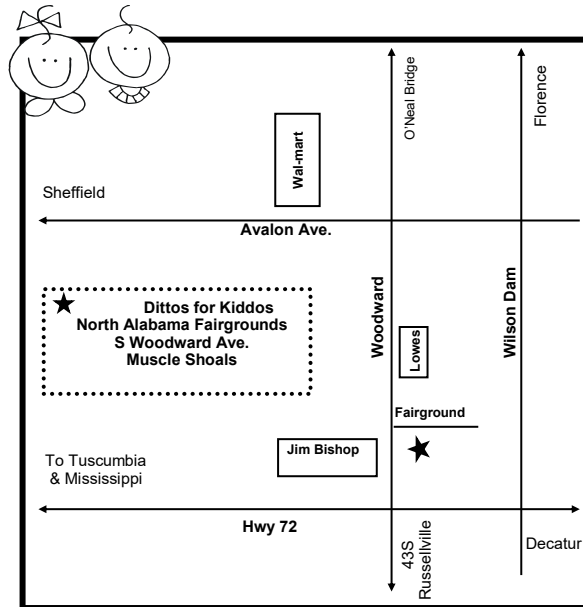 O'Neal Bridge
Florence
Wal-mart
Sheffield
Avalon Ave.
Woodward
Wilson Dam
Dittos for Kiddos
North Alabama Fairgrounds
S Woodward Ave.
Muscle Shoals
Lowes
Fairground
Jim Bishop
To Tuscumbia
& Mississippi
Hwy 72
43S
Russellville
Decatur